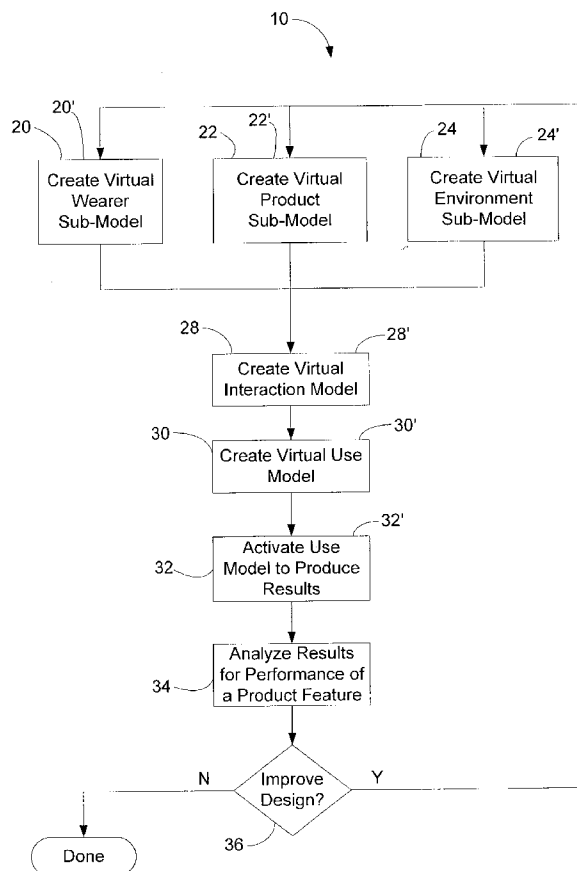 10
20 20' 22 22' 24 24'
Create Virtual
Wearer
Sub-Model
Create Virtual
Product
Sub-Model
Create Virtual
Environment
Sub-Model
28 28'
Create Virtual
Interaction Model
30 30'
Create Virtual Use
Model
32 32'
Activate Use
Model to Produce
Results
34
Analyze Results
for Performance of
a Product Feature
N Y
Improve
Design?
36
Done